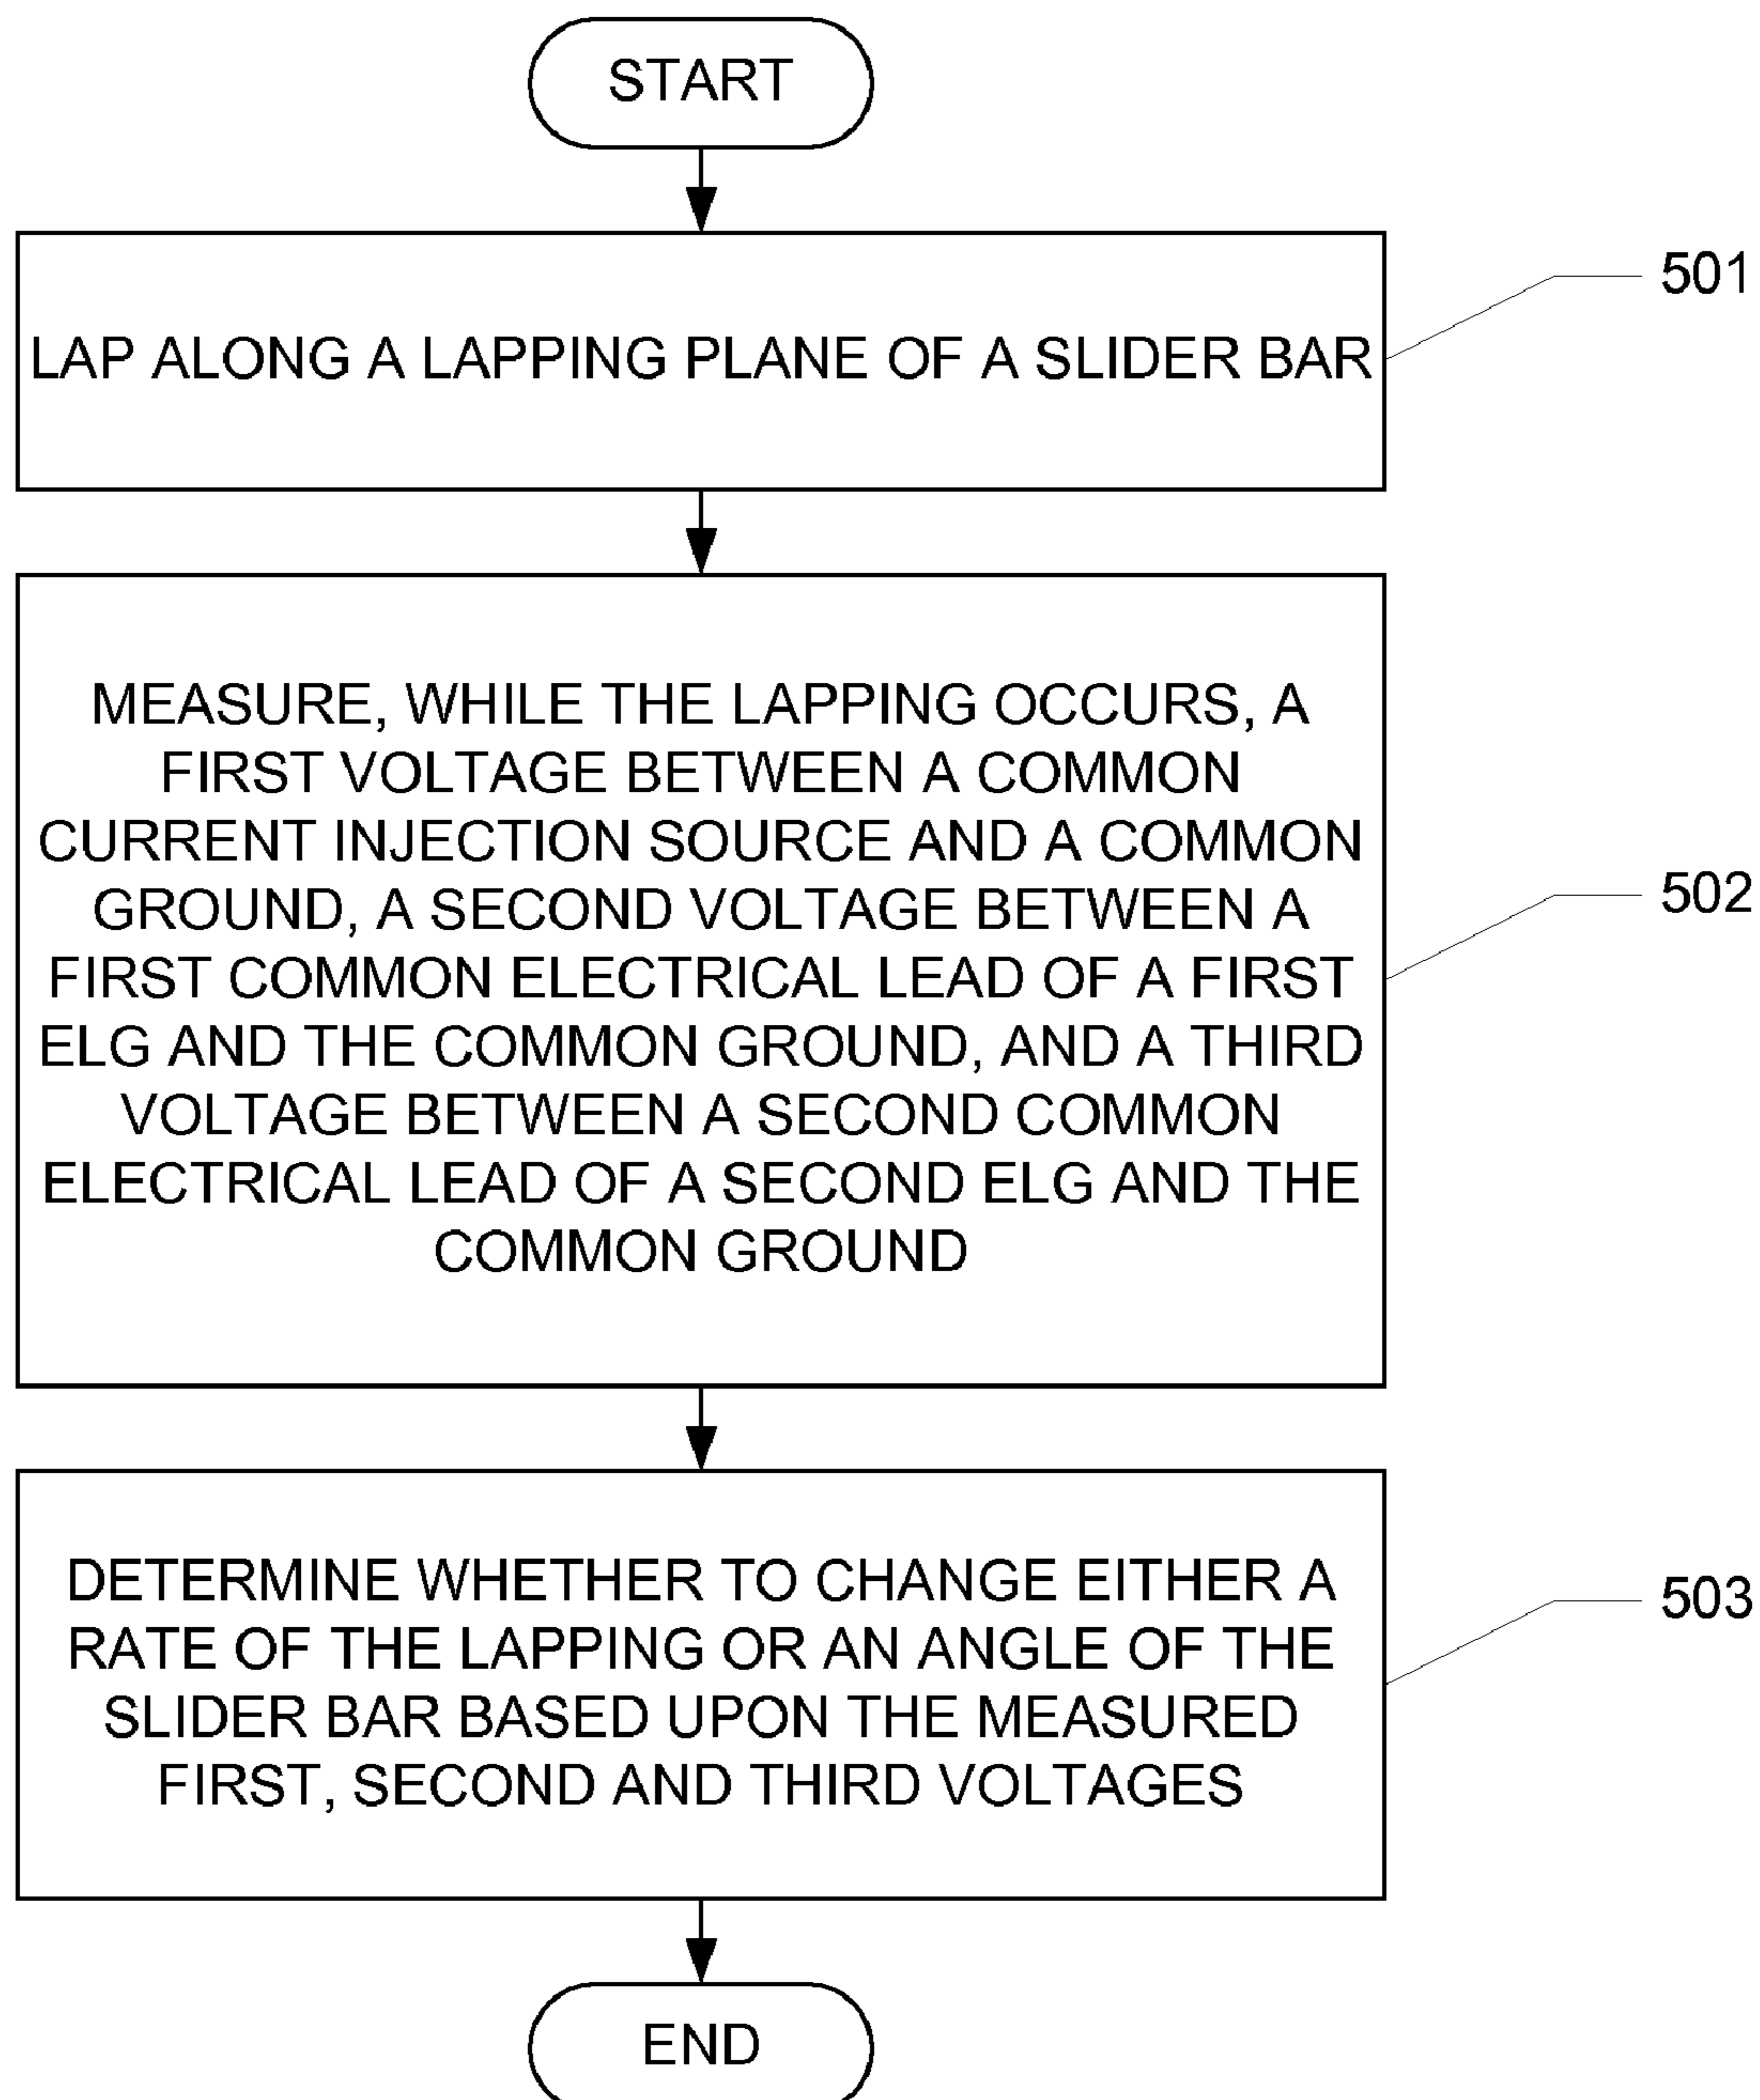 START
LAP ALONG A LAPPING PLANE OF A SLIDER BAR
501
MEASURE, WHILE THE LAPPING OCCURS, A
FIRST VOLTAGE BETWEEN A COMMON
CURRENT INJECTION SOURCE AND A COMMON
GROUND, A SECOND VOLTAGE BETWEEN A
FIRST COMMON ELECTRICAL LEAD OF A FIRST
ELG AND THE COMMON GROUND, AND A THIRD
VOLTAGE BETWEEN A SECOND COMMON
ELECTRICAL LEAD OF A SECOND ELG AND THE
COMMON GROUND
502
DETERMINE WHETHER TO CHANGE EITHER A
RATE OF THE LAPPING OR AN ANGLE OF THE
SLIDER BAR BASED UPON THE MEASURED
FIRST, SECOND AND THIRD VOLTAGES
503
END